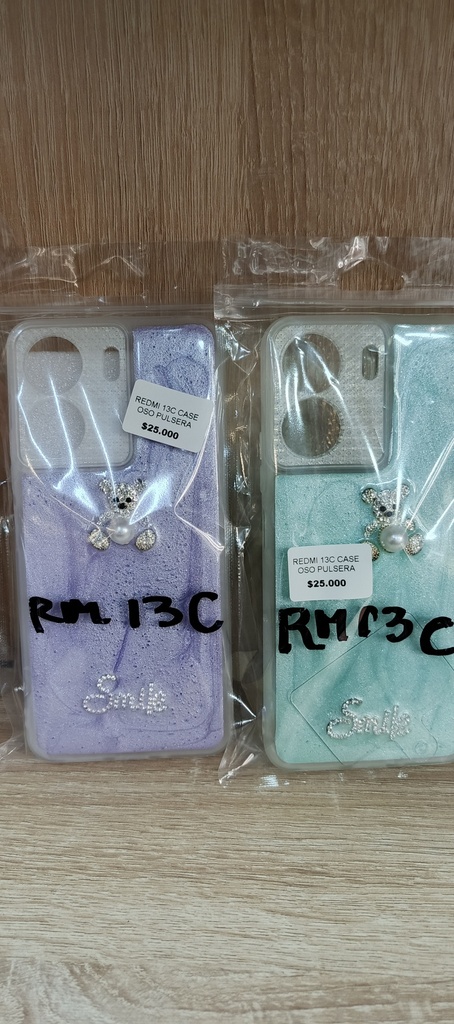 REDMI 13C CASE
OSO PULSERA
$25.000
RM 13C
Smile
REDMI 13C CASE
OSO PULSERA
$25.000
RM 13C
Smile